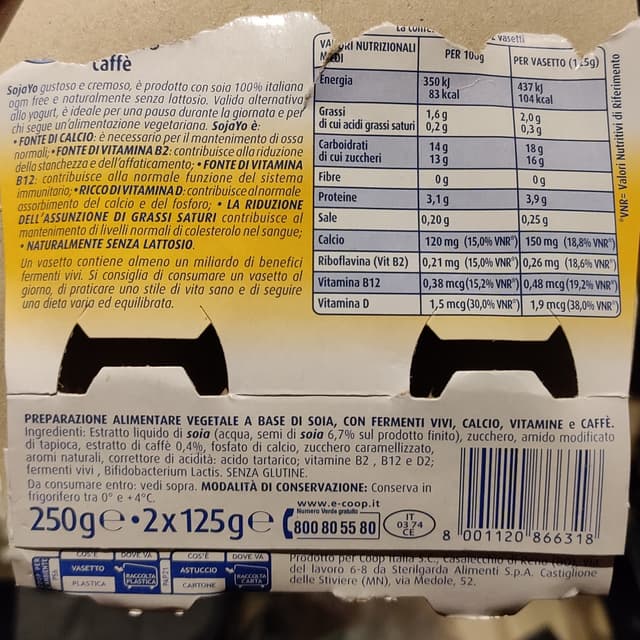 caffè
SojaYo gustoso e cremoso, è prodotto con soia 100% italiana
ogm free e naturalmente senza lattosio. Valida alternativa
allo yogurt, è ideale per una pausa durante la giornata e per
chi segue un'alimentazione vegetariana. SojaYo è:
• FONTE DI CALCIO: è necessario per il mantenimento di ossa
normali; • FONTE DI VITAMINA B2: contribuisce alla riduzione
della stanchezza e dell'affaticamento; • FONTE DI VITAMINA
B12: contribuisce alla normale funzione del sistema
immunitario; • RICCO DI VITAMINA D: contribuisce al normale
assorbimento del calcio e del fosforo; • LA RIDUZIONE
DELL'ASSUNZIONE DI GRASSI SATURI contribuisce al
mantenimento di livelli normali di colesterolo nel sangue;
• NATURALMENTE SENZA LATTOSIO.
Un vasetto contiene almeno un miliardo di benefici
fermenti vivi. Si consiglia di consumare un vasetto al
giorno, di praticare uno stile di vita sano e di seguire
una dieta varia ed equilibrata.
vasetti
NUTRIZIONALI PER 100g PER VASETTO (125g)
Energia 350 kJ 437 kJ
83 kcal 104 kcal
Grassi 1,6 g 2,0 g
di cui acidi grassi saturi 0,2 g 0,3 g
Carboidrati 14 g 18 g
di cui zuccheri 13 g 16 g
Fibre 0 g 0 g
Proteine 3,1 g 3,9 g
Sale 0,20 g 0,25 g
Calcio 120 mg (15,0% VNR*) 150 mg (18,8% VNR*)
Riboflavina (Vit B2) 0,21 mg (15,0% VNR*) 0,26 mg (18,6% VNR*)
Vitamina B12 0,38 mcg (15,2% VNR*) 0,48 mcg (19,2% VNR*)
Vitamina D 1,5 mcg (30,0% VNR*) 1,9 mcg (38,0% VNR*)
*VNR= Valori Nutritivi di Riferimento
PREPARAZIONE ALIMENTARE VEGETALE A BASE DI SOIA, CON FERMENTI VIVI, CALCIO, VITAMINE e CAFFÈ.
Ingredienti: Estratto liquido di soia (acqua, semi di soia 6,7% sul prodotto finito), zucchero, amido modificato
di tapioca, estratto di caffè 0,4%, fosfato di calcio, zucchero caramellizzato,
aromi naturali, correttore di acidità: acido tartarico; vitamine B2 , B12 e D2;
fermenti vivi , Bifidobacterium Lactis. SENZA GLUTINE.
Da consumare entro: vedi sopra. MODALITÀ DI CONSERVAZIONE: Conserva in
frigorifero tra 0° e +4°C.
250g e • 2x125g e
www.e-coop.it
Numero Verde gratuito
800 80 55 80
IT
03 74
CE
8 001120 866318
COS'È DOVE VA COS'È DOVE VA
VASETTO RACCOLTA PLASTICA ASTUCCIO RACCOLTA CARTA
PLASTICA PAP21 CARTONE
Prodotto per Coop Italia S.C., Casalecchio di Reno
del lavoro 6-8 da Sterilgarda Alimenti S.p.A. Castiglione
delle Stiviere (MN), via Medole, 52.